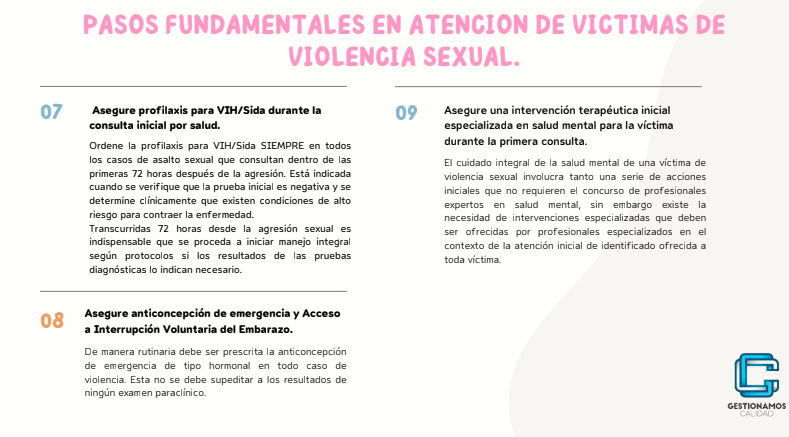 PASOS FUNDAMENTALES EN ATENCION DE VICTIMAS DE
VIOLENCIA SEXUAL.
07
Asegure profilaxis para VIH/Sida durante la
consulta inicial por salud.
Ordene la profilaxis para VIH/Sida SIEMPRE en todos
los casos de asalto sexual que consultan dentro de las
primeras 72 horas después de la agresión. Está indicada
cuando se verifique que la prueba inicial es negativa y se
determine clínicamente que existen condiciones de alto
riesgo para contraer la enfermedad.
Transcurridas 72 horas desde la agresión sexual es
indispensable que se proceda a iniciar manejo integral
según protocolos si los resultados de las pruebas
diagnósticas lo indican necesario.
08
Asegure anticoncepción de emergencia y Acceso
a Interrupción Voluntaria del Embarazo.
De manera rutinaria debe ser prescrita la anticoncepción
de emergencia de tipo hormonal en todo caso de
violencia. Esta no se debe supeditar a los resultados de
ningún examen paraclínico.
09
Asegure una intervención terapéutica inicial
especializada en salud mental para la víctima
durante la primera consulta.
El cuidado integral de la salud mental de una víctima de
violencia sexual involucra tanto una serie de acciones
iniciales que no requieren el concurso de profesionales
expertos en salud mental, sin embargo existe la
necesidad de intervenciones especializadas que deben
ser ofrecidas por profesionales especializados en el
contexto de la atención inicial de identificado ofrecida a
toda víctima.
GESTIONAMOS
CALIDAD